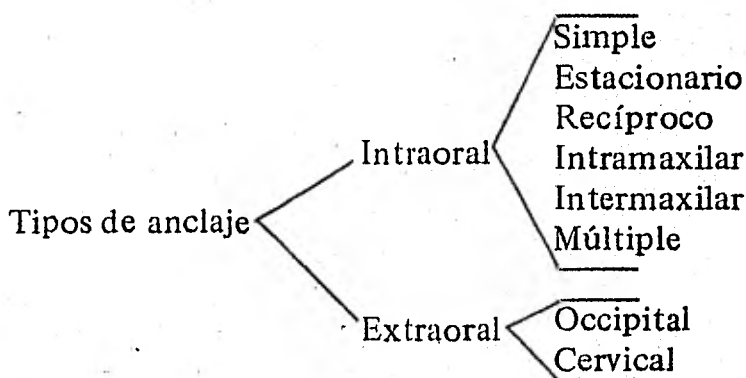 Tipos de anclaje
Intraoral
Simple
Estacionario
Recíproco
Intramaxilar
Intermaxilar
Múltiple
Extraoral
Occipital
Cervical